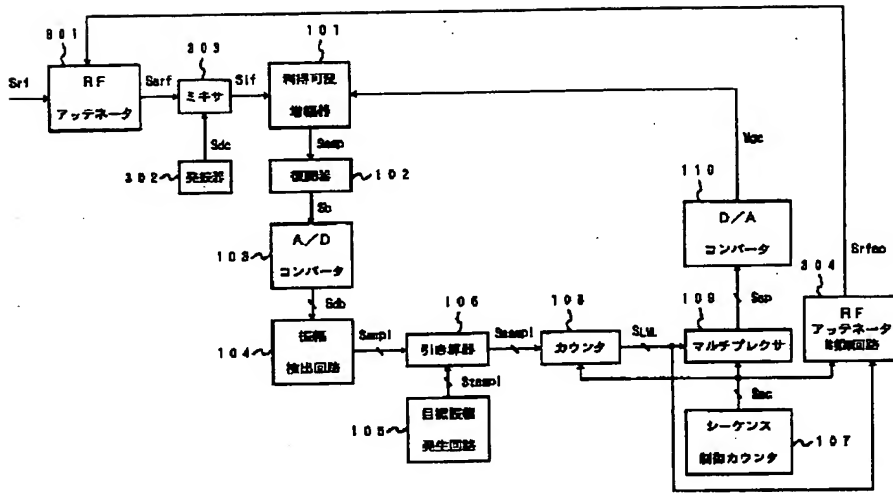 301
RF
アッテネータ
Srf
Sarf
303
ミキサ
Sif
Sdc
302
発振器
101
利得可変
増幅器
Samp
復調器
102
Sb
103
A/D
コンバータ
Sdb
104
振幅
検出回路
Sampl
106
引き算器
Ssampl
Szampl
105
目標振幅
発生回路
108
カウンタ
SLVL
109
マルチプレクサ
Ssp
110
D/A
コンバータ
Vgc
Ssc
シーケンス
制御カウンタ
107
304
RF
アッテネータ
制御回路